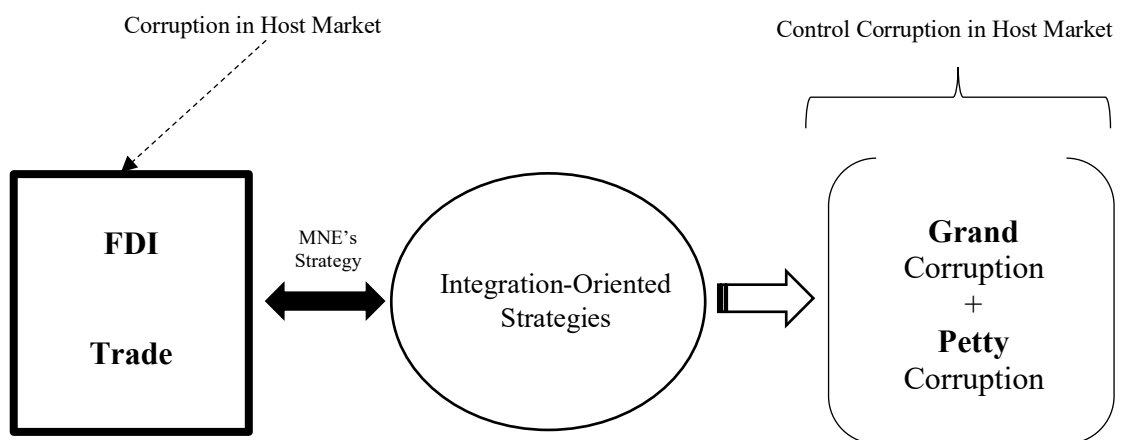 Corruption in Host Market
Control Corruption in Host Market
FDI
Trade
MNE's
Strategy
Integration-Oriented
Strategies
Grand
Corruption
+
Petty
Corruption